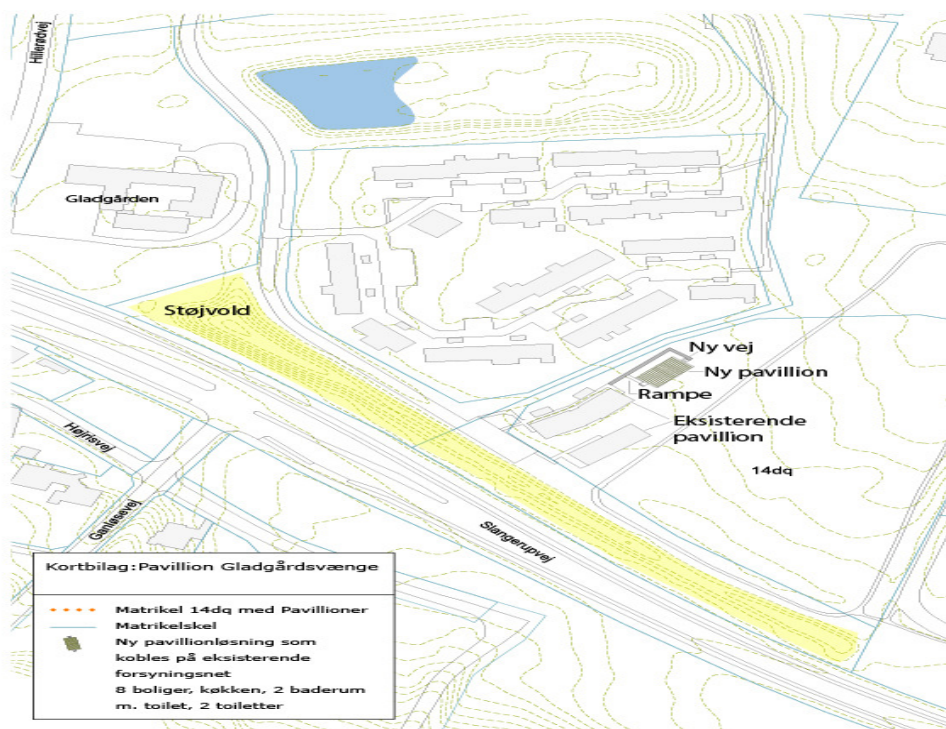 Hillerødvej
Gladgården
Støjvold
Ny vej
Ny pavillion
Rampe
Eksisterende
pavillion
14dq
Højrisvej
Ganløsevej
Slangerupvej
Kortbilag:Pavillion Gladgårdsvænge
Matrikel 14dq med Pavillioner
Matrikelskel
Ny pavillionløsning som
kobles på eksisterende
forsyningsnet
8 boliger, køkken, 2 baderum
m. toilet, 2 toiletter